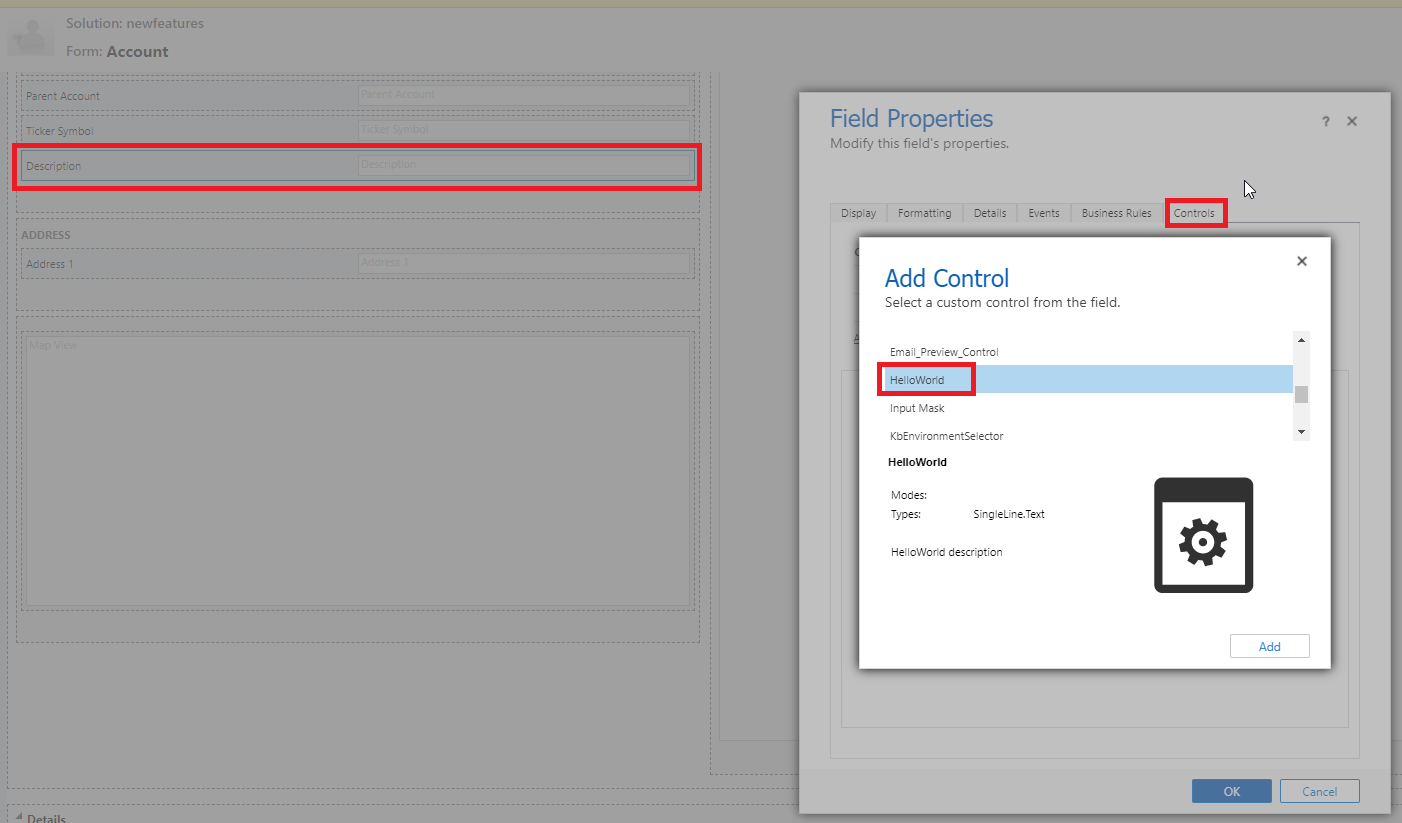 Solution: newfeatures
Form: Account
Parent Account Parent Account
Ticker Symbol Ticker Symbol
Description Description
ADDRESS
Address 1 Address 1
Map View
Details
Field Properties
? ×
Modify this field's properties.
Display Formatting Details Events Business Rules Controls
Add Control
Select a custom control from the field.
Email_Preview_Control
HelloWorld
Input Mask
KbEnvironmentSelector
HelloWorld
Modes:
Types: SingleLine.Text
HelloWorld description
Add
OK Cancel